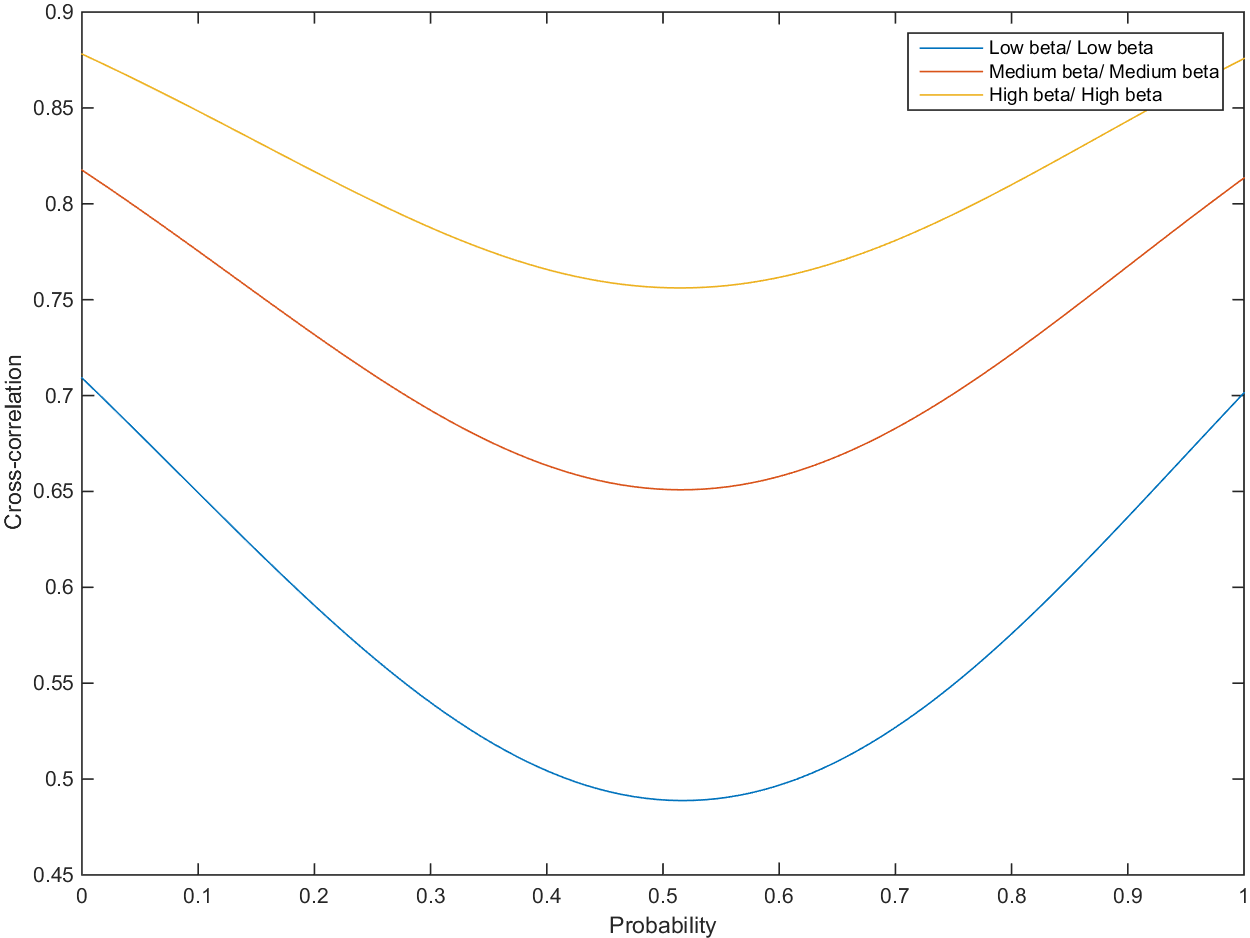 0.9
0.85
0.8
0.75
0.7
0.65
0.6
0.55
0.5
0.45
Cross-correlation
Low beta/ Low beta
Medium beta/ Medium beta
High beta/ High beta
0 0.1 0.2 0.3 0.4 0.5 0.6 0.7 0.8 0.9 1
Probability